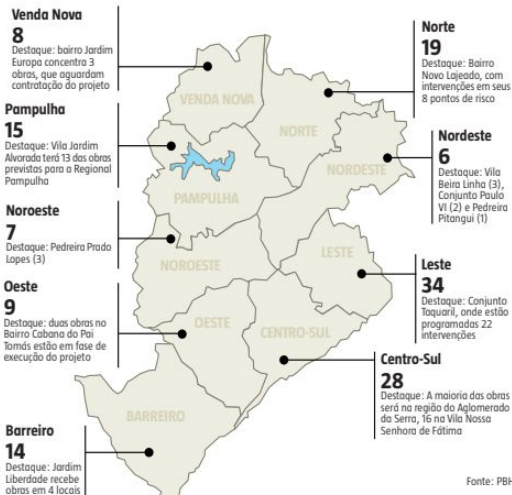 Venda Nova
8
Destaque: bairro Jardim
Europa concentra 3
obras, que aguardam
contratação do projeto
Pampulha
15
Destaque: Vila Jardim
Alvorada terá 13 das obras
previstas para a Regional
Pampulha
Noroeste
7
Destaque: Pedreira Prado
Lopes (3)
Oeste
9
Destaque: duas obras no
Bairro Cabana do Pai
Tomás estão em fase de
execução do projeto
Barreiro
14
Destaque: Jardim
Liberdade recebe
obras em 4 locais
VENDA NOVA
NORTE
NORDESTE
PAMPULHA
LESTE
NOROESTE
OESTE
CENTRO-SUL
BARREIRO
Norte
19
Destaque: Bairro
Novo Lajeado, com
intervenções em seus
8 pontos de risco
Nordeste
6
Destaque: Vila
Beira Linha (3),
Conjunto Paulo
VI (2) e Pedreira
Pitangui (1)
Leste
34
Destaque: Conjunto
Taquaril, onde estão
programadas 22
intervenções
Centro-Sul
28
Destaque: A maioria das obras
será na região do Aglomerado
da Serra, 16 na Vila Nossa
Senhora de Fátima
Fonte: PBH